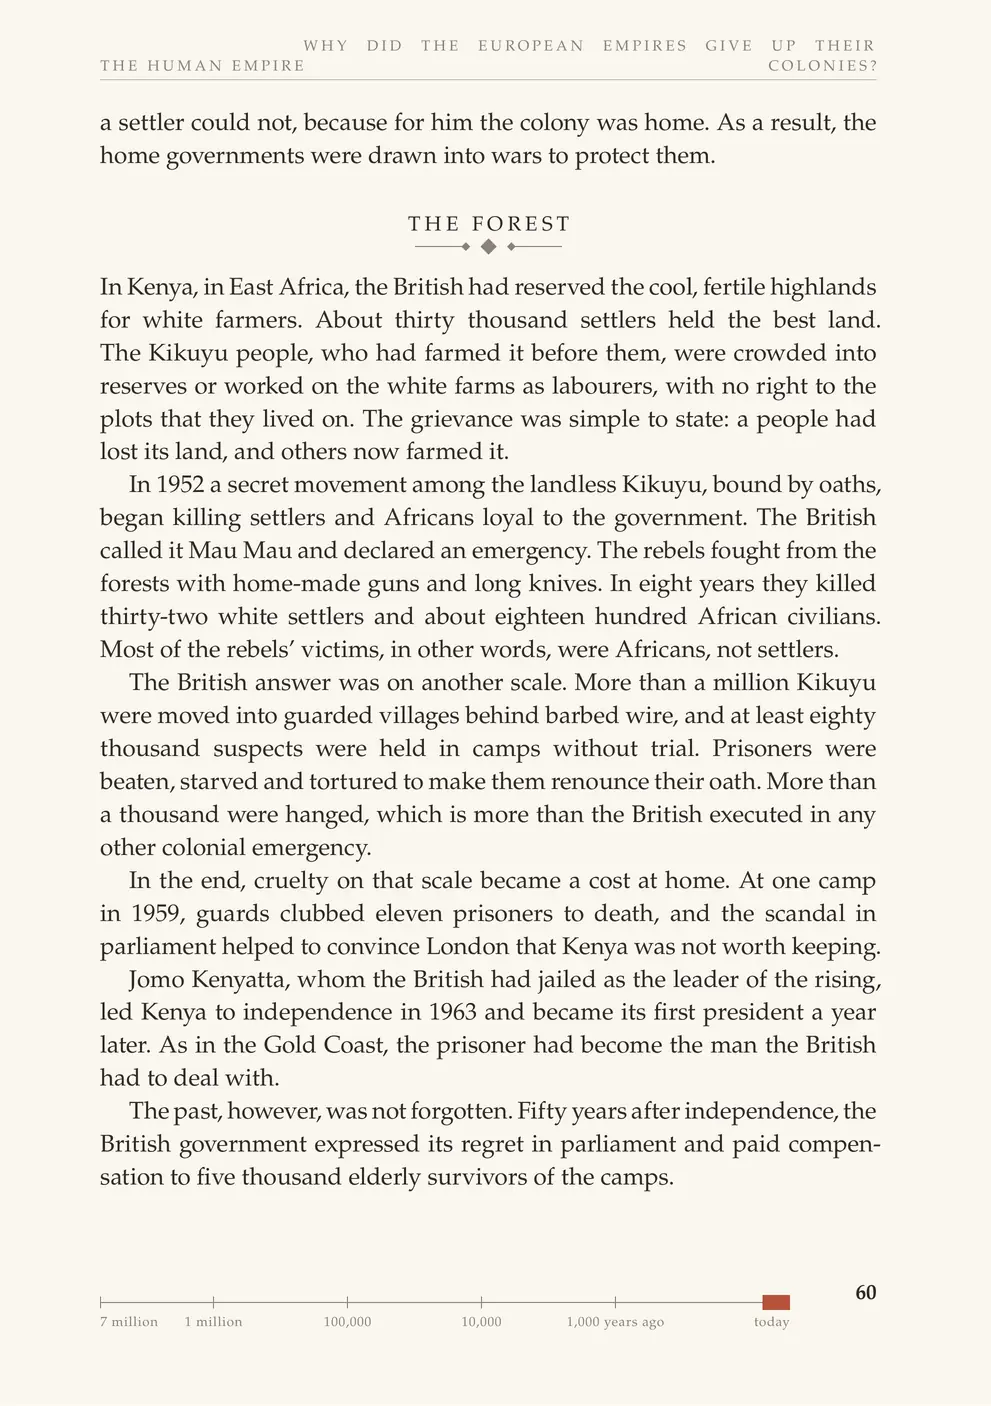 WHY DID THE EUROPEAN EMPIRES GIVE UP THEIR
THE HUMAN EMPIRE COLONIES?
a settler could not, because for him the colony was home. As a result, the
home governments were drawn into wars to protect them.
THE FOREST
In Kenya, in East Africa, the British had reserved the cool, fertile highlands
for white farmers. About thirty thousand settlers held the best land.
The Kikuyu people, who had farmed it before them, were crowded into
reserves or worked on the white farms as labourers, with no right to the
plots that they lived on. The grievance was simple to state: a people had
lost its land, and others now farmed it.
In 1952 a secret movement among the landless Kikuyu, bound by oaths,
began killing settlers and Africans loyal to the government. The British
called it Mau Mau and declared an emergency. The rebels fought from the
forests with home-made guns and long knives. In eight years they killed
thirty-two white settlers and about eighteen hundred African civilians.
Most of the rebels’ victims, in other words, were Africans, not settlers.
The British answer was on another scale. More than a million Kikuyu
were moved into guarded villages behind barbed wire, and at least eighty
thousand suspects were held in camps without trial. Prisoners were
beaten, starved and tortured to make them renounce their oath. More than
a thousand were hanged, which is more than the British executed in any
other colonial emergency.
In the end, cruelty on that scale became a cost at home. At one camp
in 1959, guards clubbed eleven prisoners to death, and the scandal in
parliament helped to convince London that Kenya was not worth keeping.
Jomo Kenyatta, whom the British had jailed as the leader of the rising,
led Kenya to independence in 1963 and became its first president a year
later. As in the Gold Coast, the prisoner had become the man the British
had to deal with.
The past, however, was not forgotten. Fifty years after independence, the
British government expressed its regret in parliament and paid compen-
sation to five thousand elderly survivors of the camps.
60
7 million 1 million 100,000 10,000 1,000 years ago today